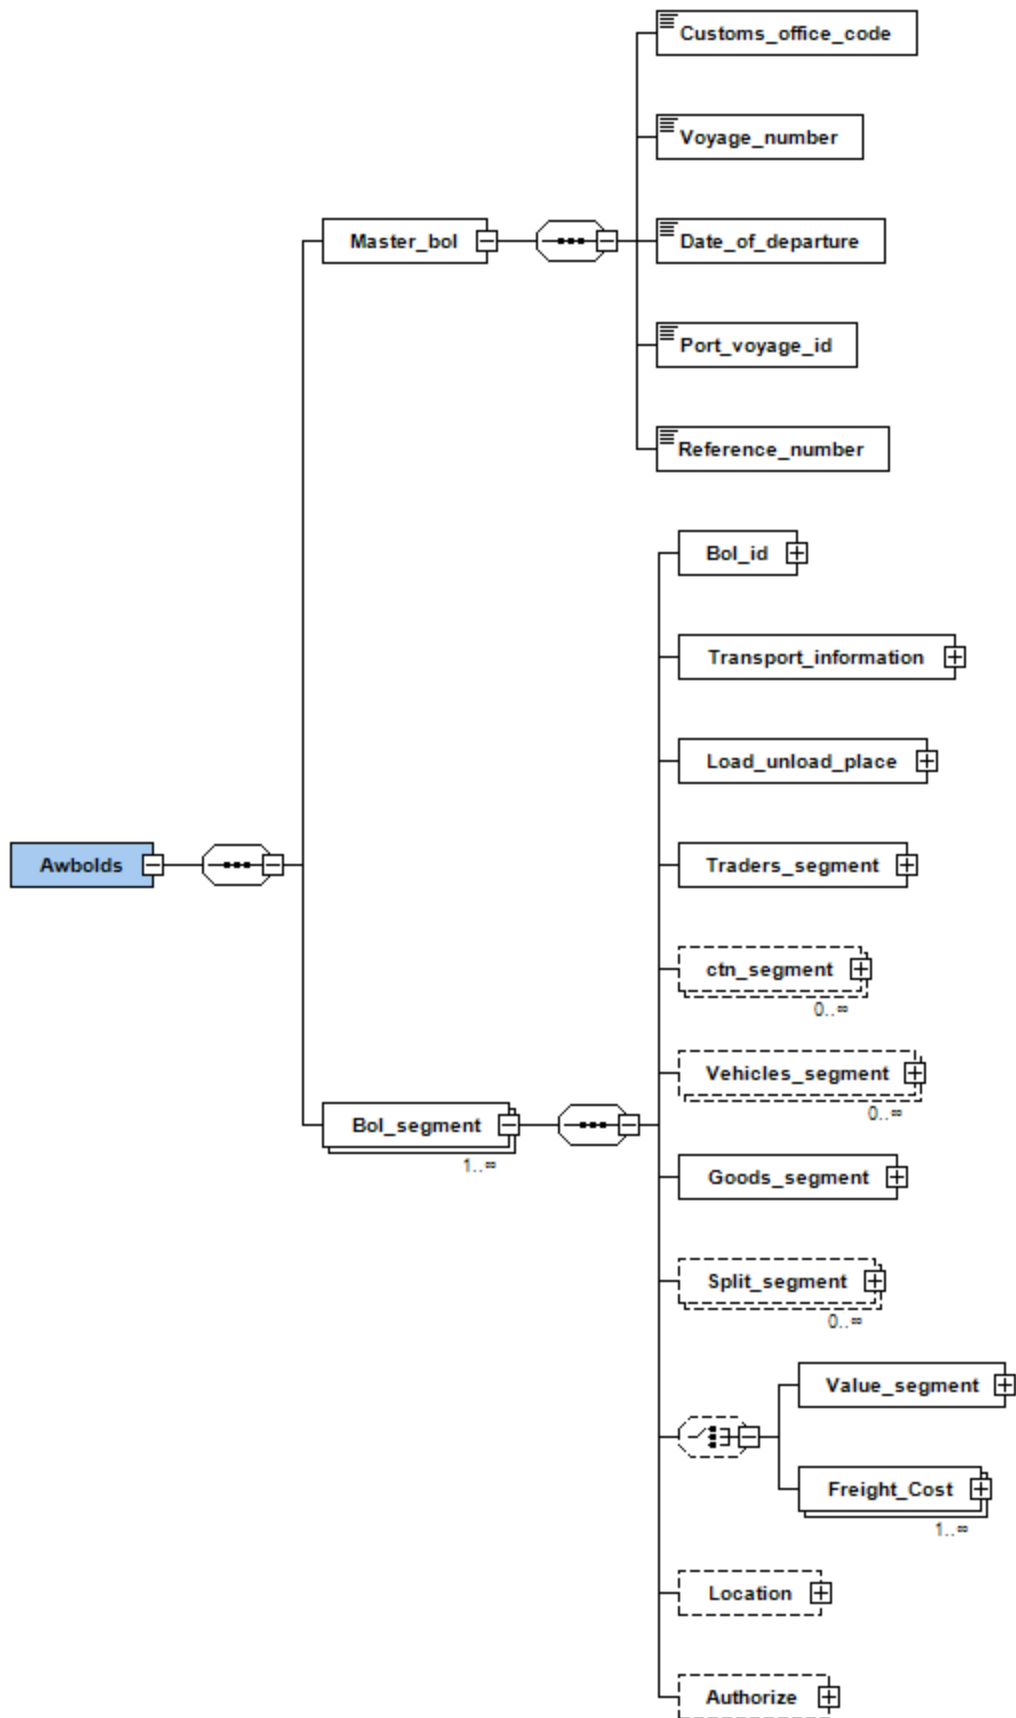 Customs_office_code
Voyage_number
Master_bol
Date_of_departure
Port_voyage_id
Reference_number
Bol_id
Transport_information
Load_unload_place
Awbolds
Traders_segment
ctn_segment
0..∞
Vehicles_segment
0..∞
Bol_segment
1..∞
Goods_segment
Split_segment
0..∞
Value_segment
Freight_Cost
1..∞
Location
Authorize